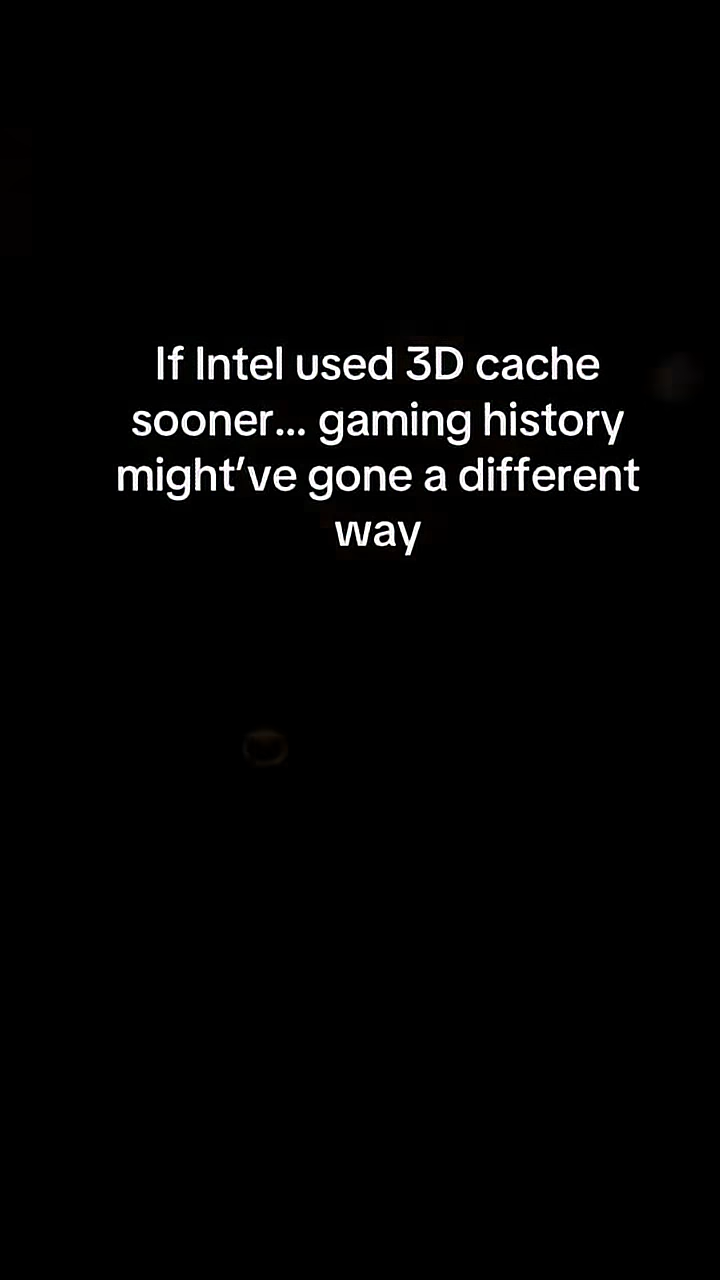 If Intel used 3D cache
sooner... gaming history
might’ve gone a different
way